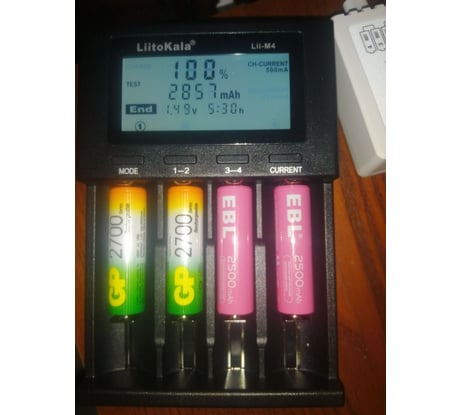 LiitoKala® Lii-M4
100%
CH-CURRENT
500mA
TEST
2857mAh
End 1.49v 5:30h
1
MODE 1—2 3—4 CURRENT
GP 2700
GP 2700
EBL 2500mAh
EBL 2500mAh